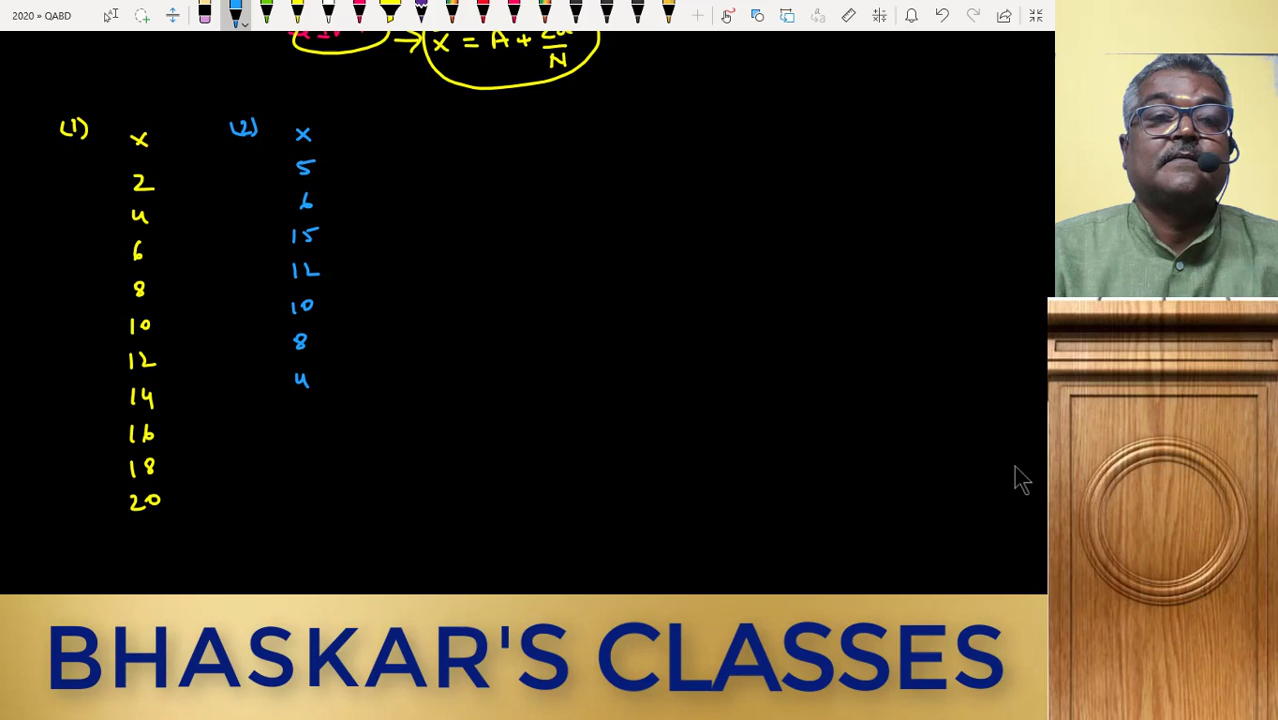 2020 » QABD
→ x̄ = A + Σd/N
(1) x (2) x
2 5
4 6
6 15
8 12
10 10
12 8
14 4
16
18
20
BHASKAR'S CLASSES